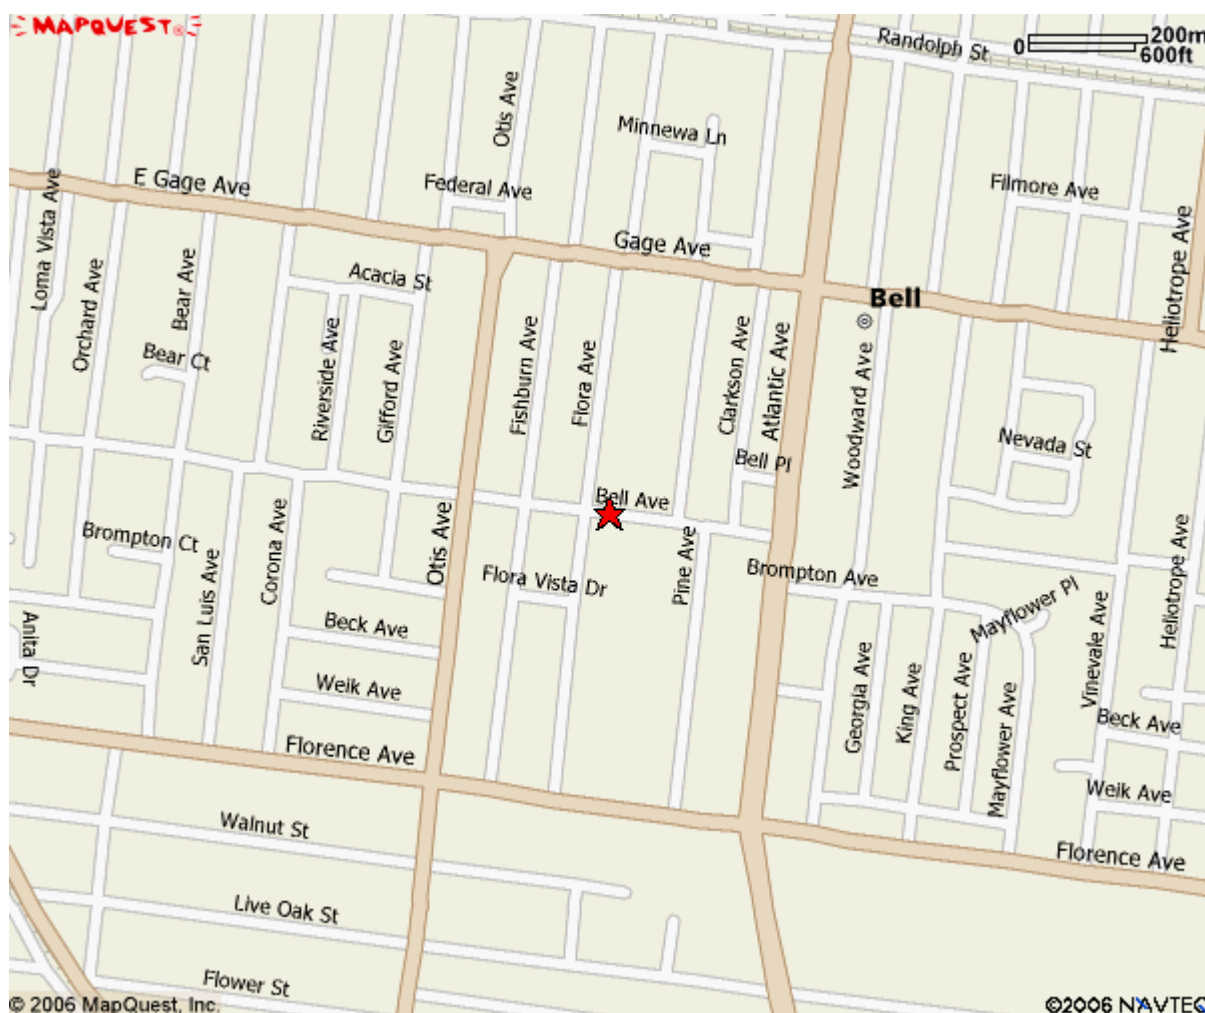 MAPQUEST®
Randolph St
0 200m
600ft
Otis Ave
Minnewa Ln
E Gage Ave
Federal Ave
Filmore Ave
Loma Vista Ave
Orchard Ave
Bear Ave
Gage Ave
Heliotrope Ave
Acacia St
Bell
Bear Ct
Riverside Ave
Gifford Ave
Fishburn Ave
Flora Ave
Clarkson Ave
Atlantic Ave
Woodward Ave
Nevada St
Bell Pl
Bell Ave
Brompton Ct
San Luis Ave
Corona Ave
Otis Ave
Flora Vista Dr
Pine Ave
Brompton Ave
Mayflower Pl
Vinevale Ave
Heliotrope Ave
Anita Dr
Beck Ave
Weik Ave
Georgia Ave
King Ave
Prospect Ave
Mayflower Ave
Beck Ave
Florence Ave
Weik Ave
Walnut St
Florence Ave
Live Oak St
Flower St
© 2006 MapQuest, Inc.
©2006 NAVTEQ